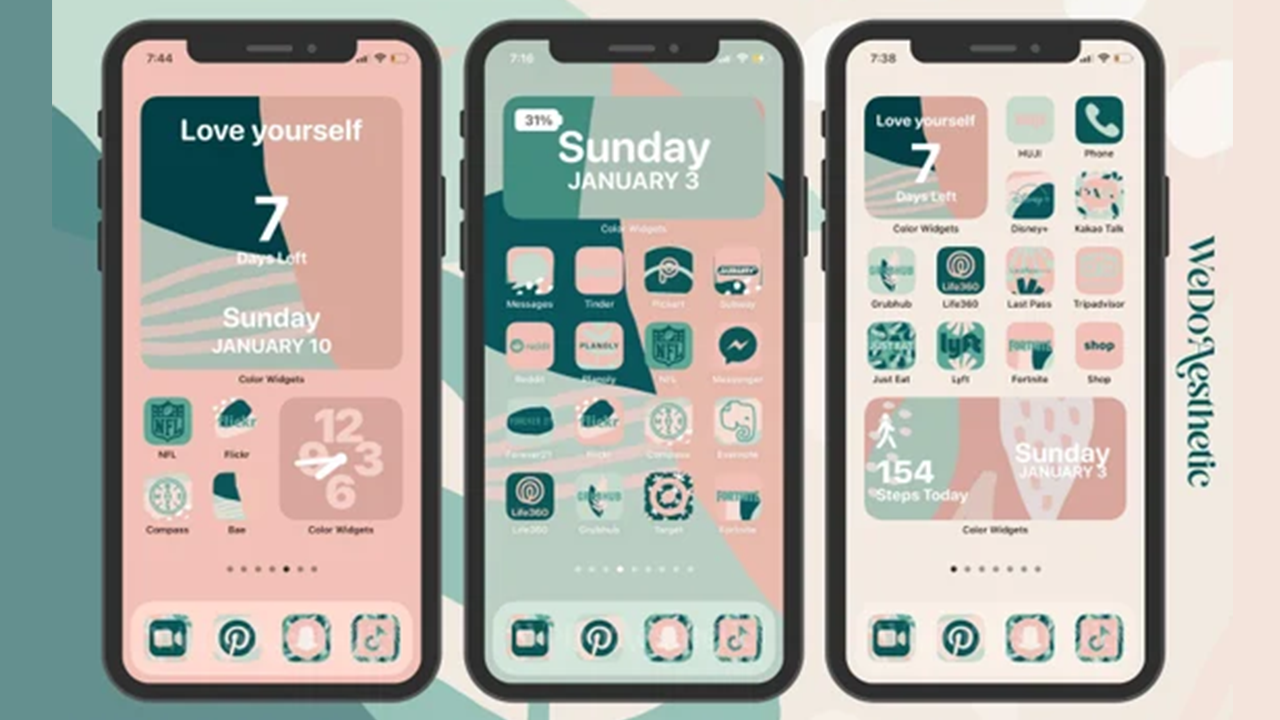 7:44
Love yourself
7
Days Left
Sunday
JANUARY 10
Color Widgets
NFL
NFL
Flickr
flickr
12
9 3
6
Compass
Bae
Color Widgets
7:16
31%
Sunday
JANUARY 3
Color Widgets
SUBWAY
Messages
Tinder
Picsart
Subway
reddit
PLANOLY
NFL
Reddit
Planoly
NFL
Messenger
FOREVER 21
flickr
Forever21
Flickr
Compass
Evernote
Life360
GRUBHUB
FORTNITE
Life360
Grubhub
Target
Fortnite
7:38
Love yourself
7
Days Left
Color Widgets
HUJI
Phone
Disney+
Kakao Talk
GRUBHUB
Life360
Grubhub
Life360
Last Pass
Tripadvisor
JUST EAT
lyft
FORTNITE
shop
Just Eat
Lyft
Fortnite
Shop
154
Steps Today
Sunday
JANUARY 3
Color Widgets
WeDoAesthetic